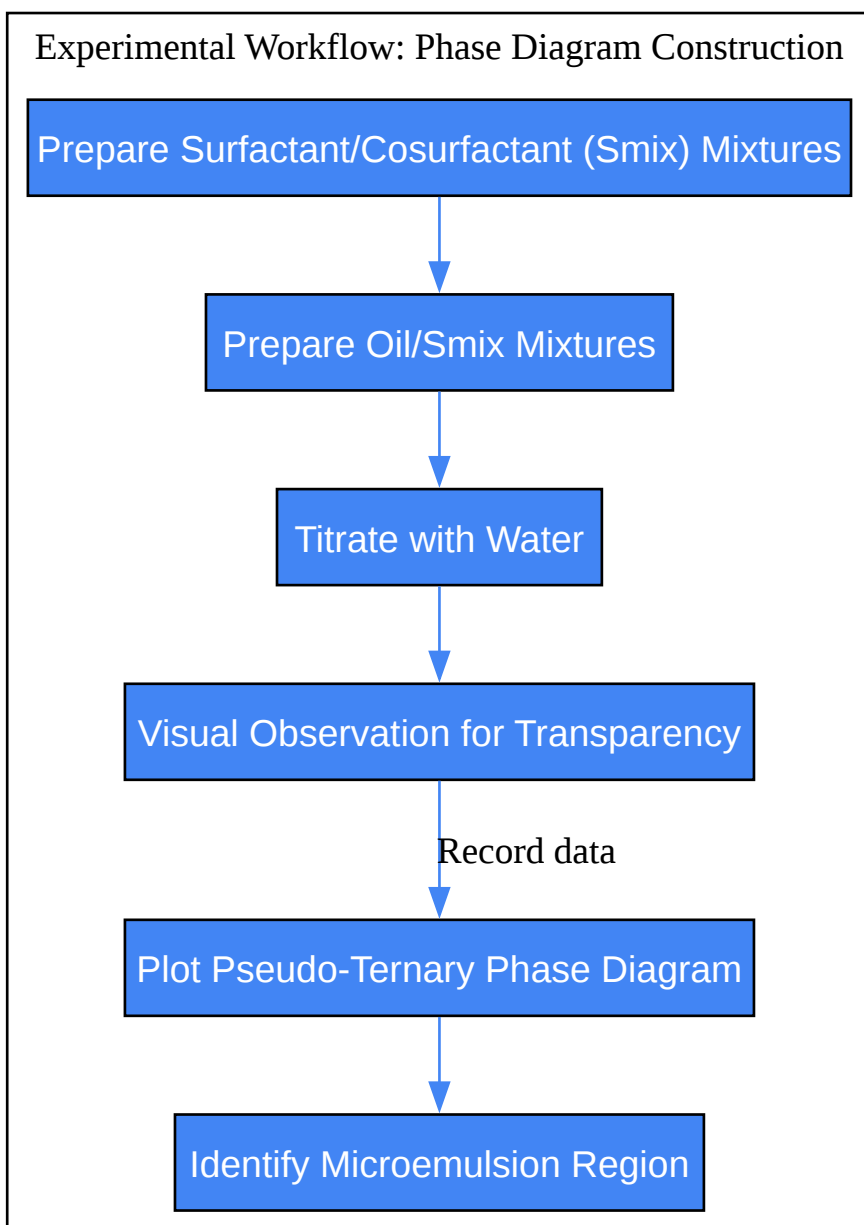 Experimental Workflow: Phase Diagram Construction
Prepare Surfactant/Cosurfactant (Smix) Mixtures
Prepare Oil/Smix Mixtures
Titrate with Water
Visual Observation for Transparency
Record data
Plot Pseudo-Ternary Phase Diagram
Identify Microemulsion Region